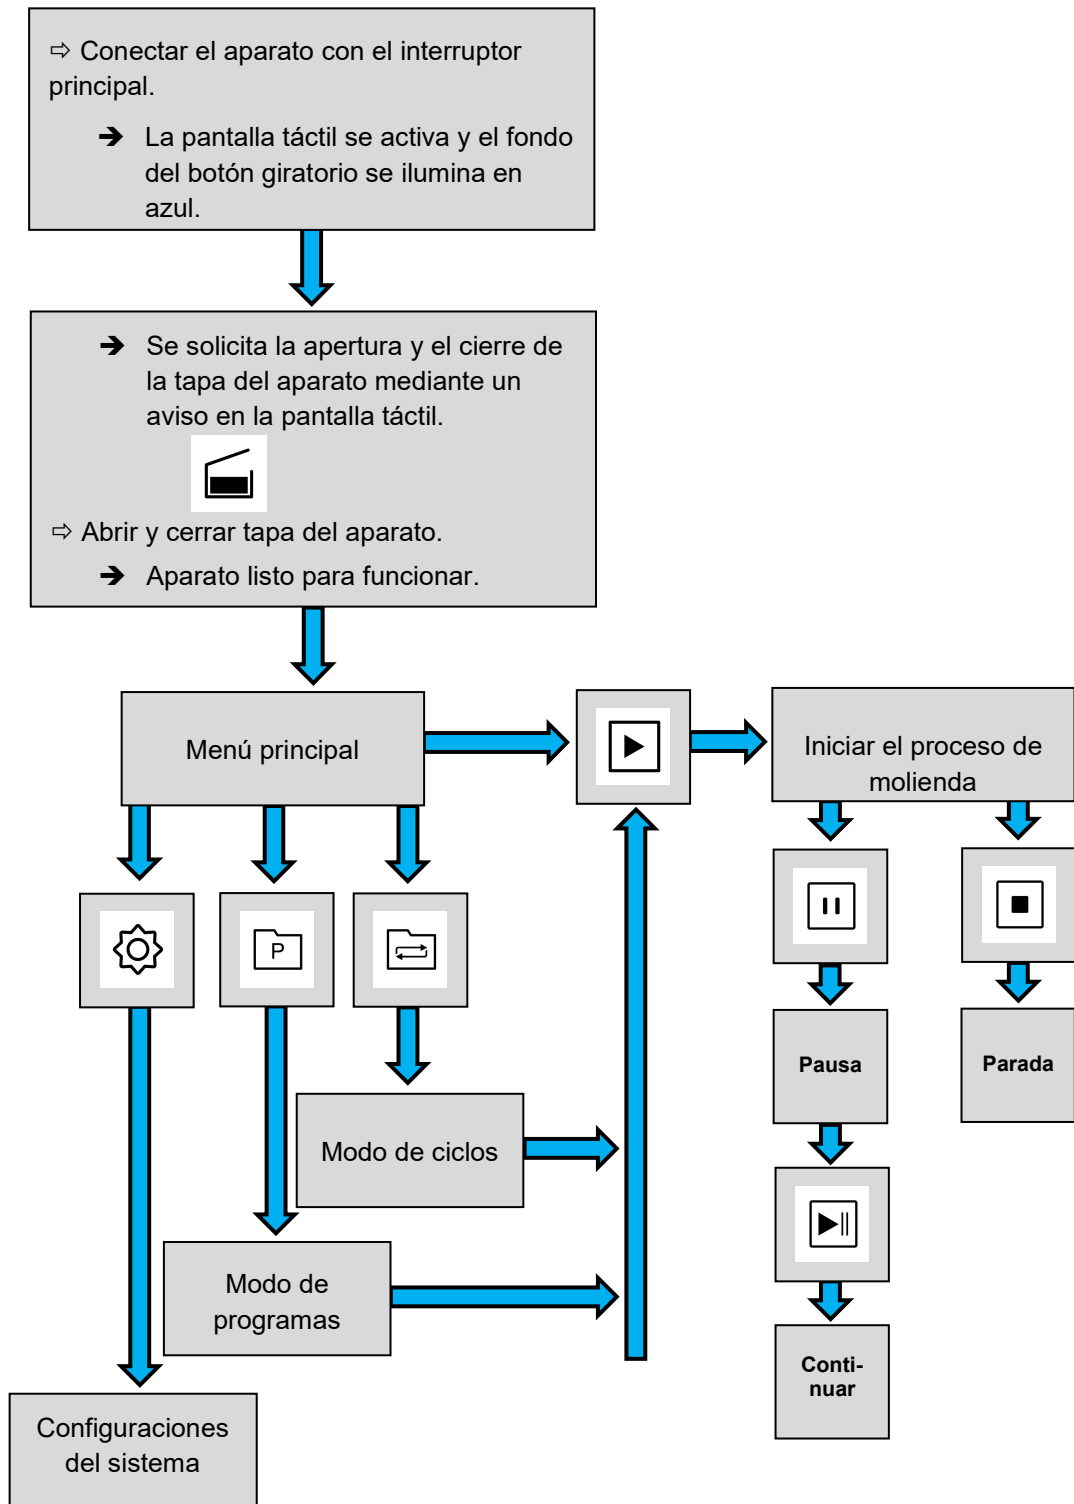 ⇨ Conectar el aparato con el interruptor
principal.
➔ La pantalla táctil se activa y el fondo
del botón giratorio se ilumina en
azul.
➔ Se solicita la apertura y el cierre de
la tapa del aparato mediante un
aviso en la pantalla táctil.
⇨ Abrir y cerrar tapa del aparato.
➔ Aparato listo para funcionar.
Menú principal
Iniciar el proceso de
molienda
P
Pausa
Parada
Modo de ciclos
Modo de
programas
Conti-
nuar
Configuraciones
del sistema